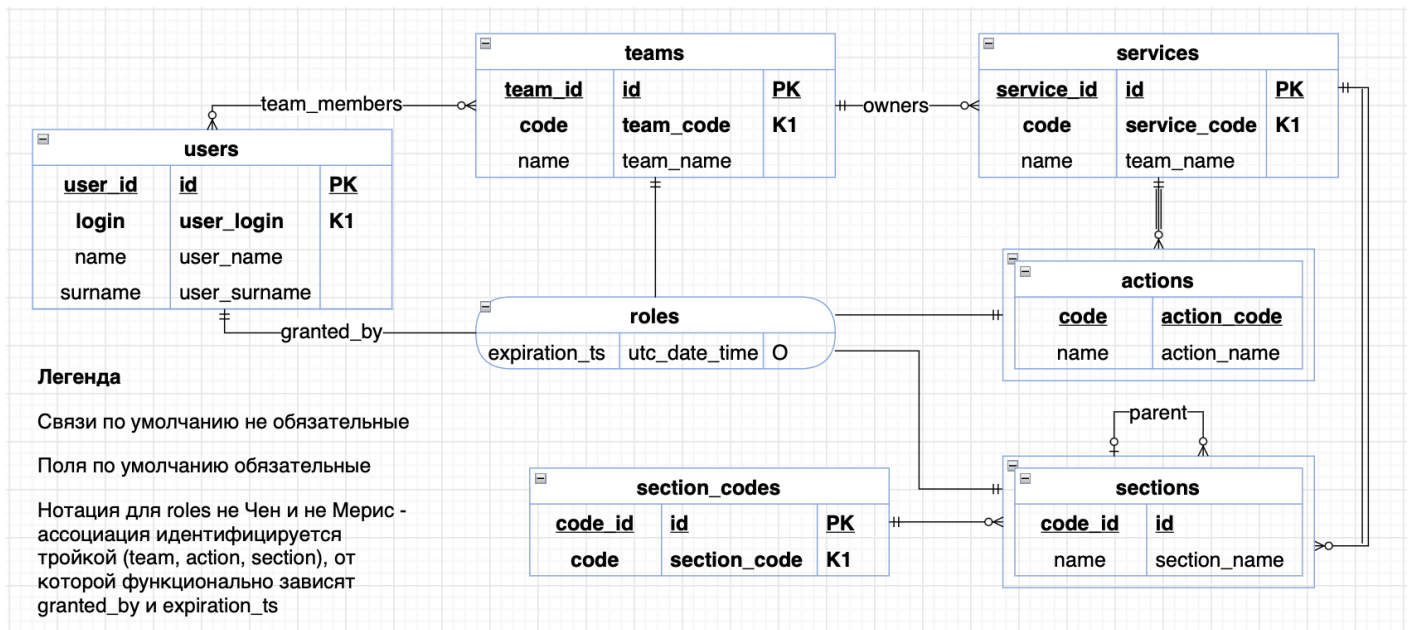 teams
team_id id PK
code team_code K1
name team_name
services
service_id id PK
code service_code K1
name team_name
team_members
owners
users
user_id id PK
login user_login K1
name user_name
surname user_surname
granted_by
roles
expiration_ts utc_date_time O
actions
code action_code
name action_name
parent
sections
code_id id
name section_name
section_codes
code_id id PK
code section_code K1
Легенда
Связи по умолчанию не обязательные
Поля по умолчанию обязательные
Нотация для roles не Чен и не Мерис -
ассоциация идентифицируется
тройкой (team, action, section), от
которой функционально зависят
granted_by и expiration_ts